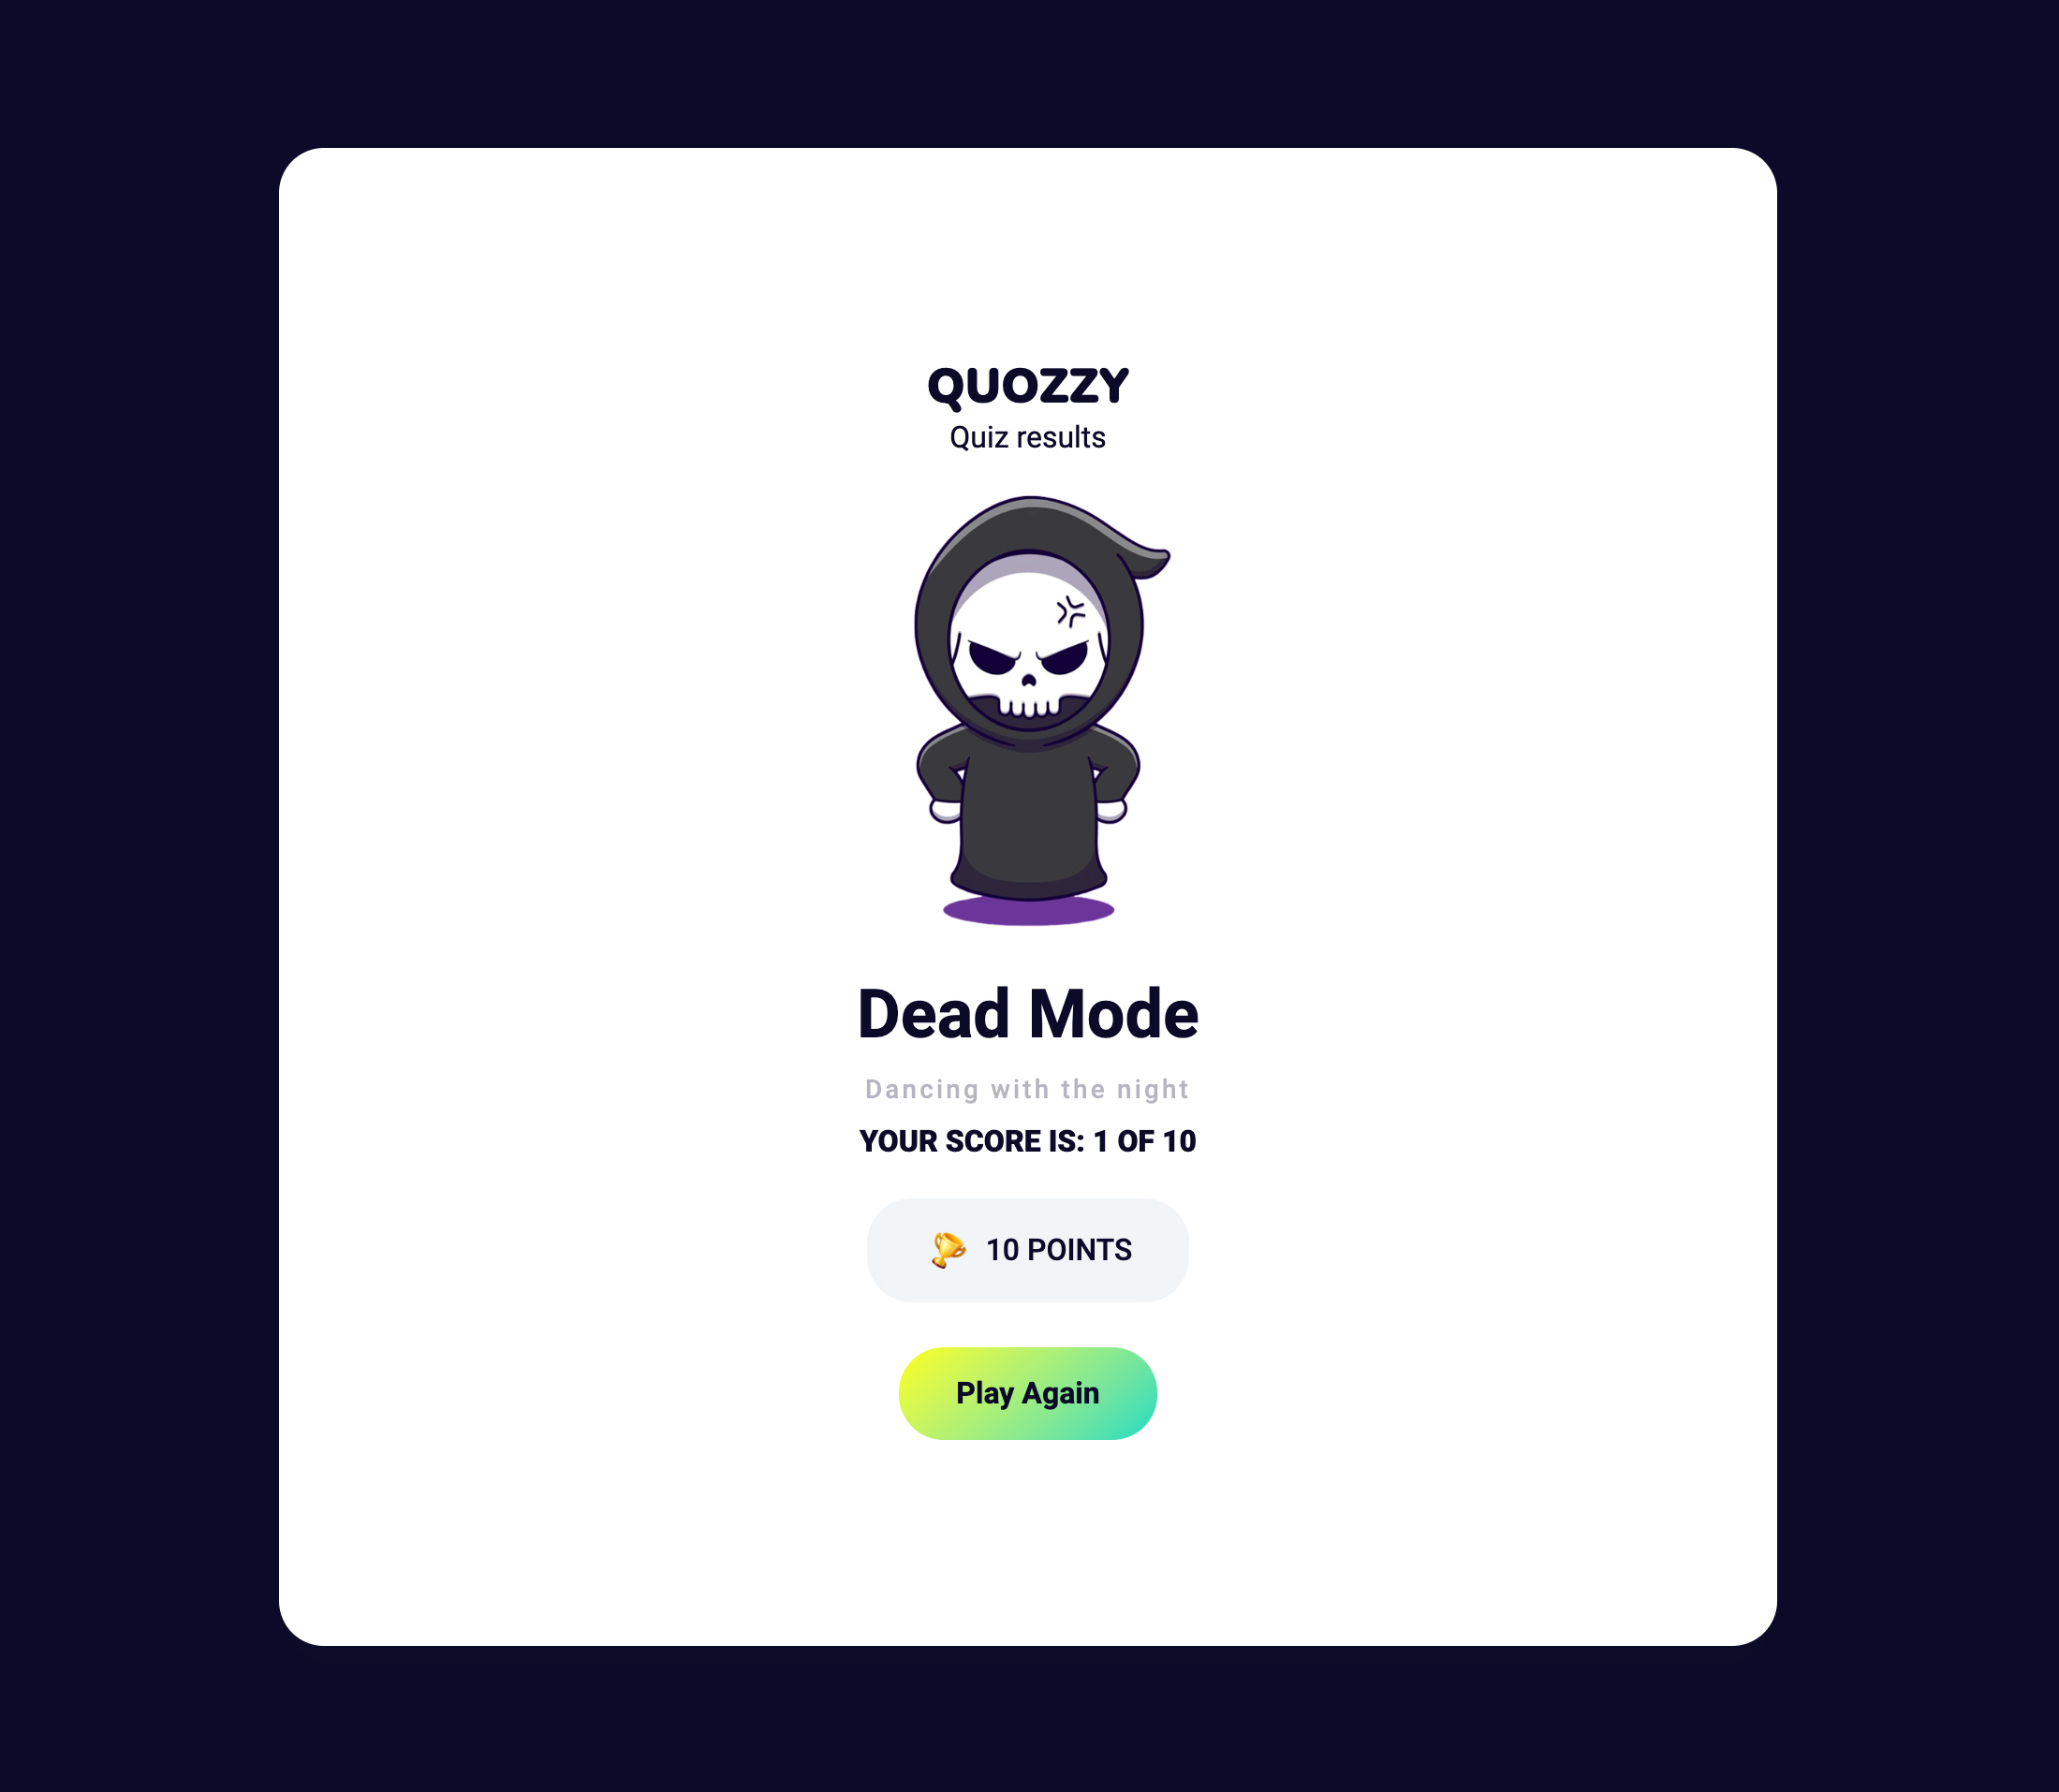 QUOZZY
Quiz results
Dead Mode
Dancing with the night
YOUR SCORE IS: 1 OF 10
10 POINTS
Play Again